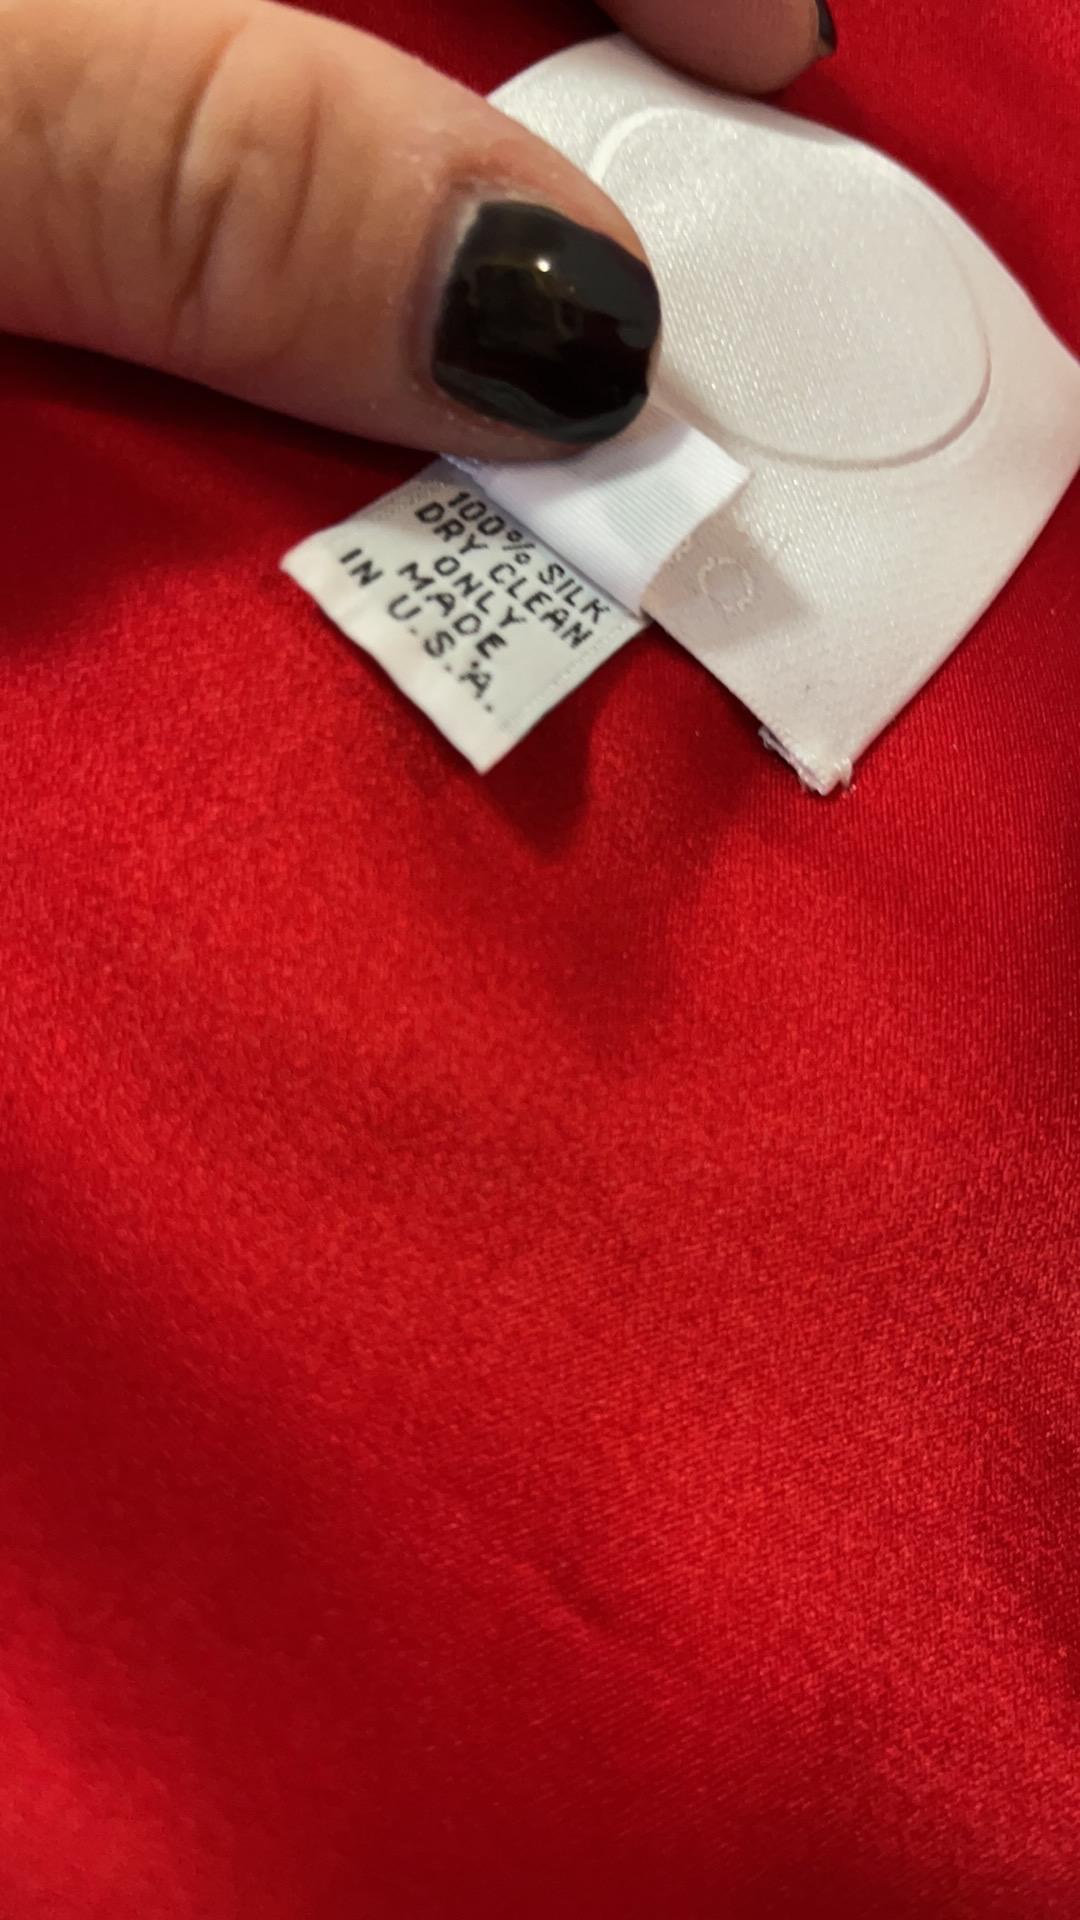 100% SILK
DRY CLEAN
ONLY
MADE
IN U.S.A.